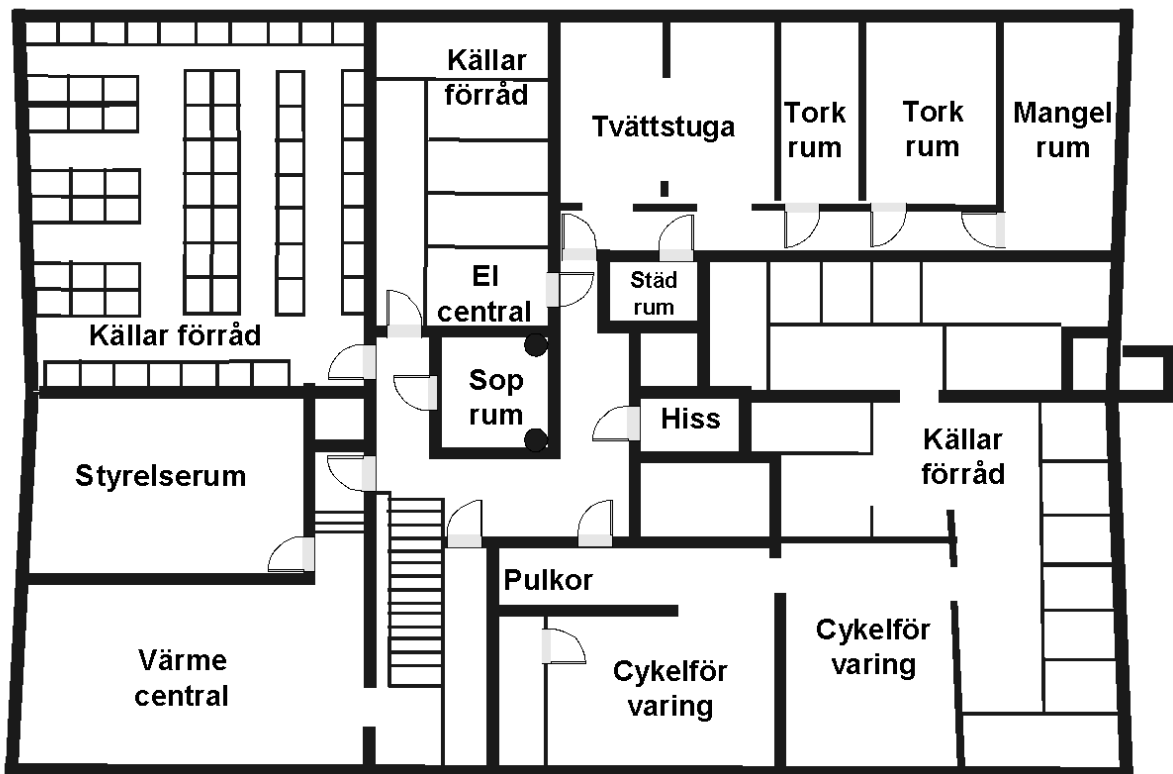 Källar
förråd
Tvättstuga
Tork
rum
Tork
rum
Mangel
rum
El
central
Städ
rum
Källar förråd
Sop
rum
Hiss
Källar
förråd
Styrelserum
Pulkor
Värme
central
Cykelför
varing
Cykelför
varing